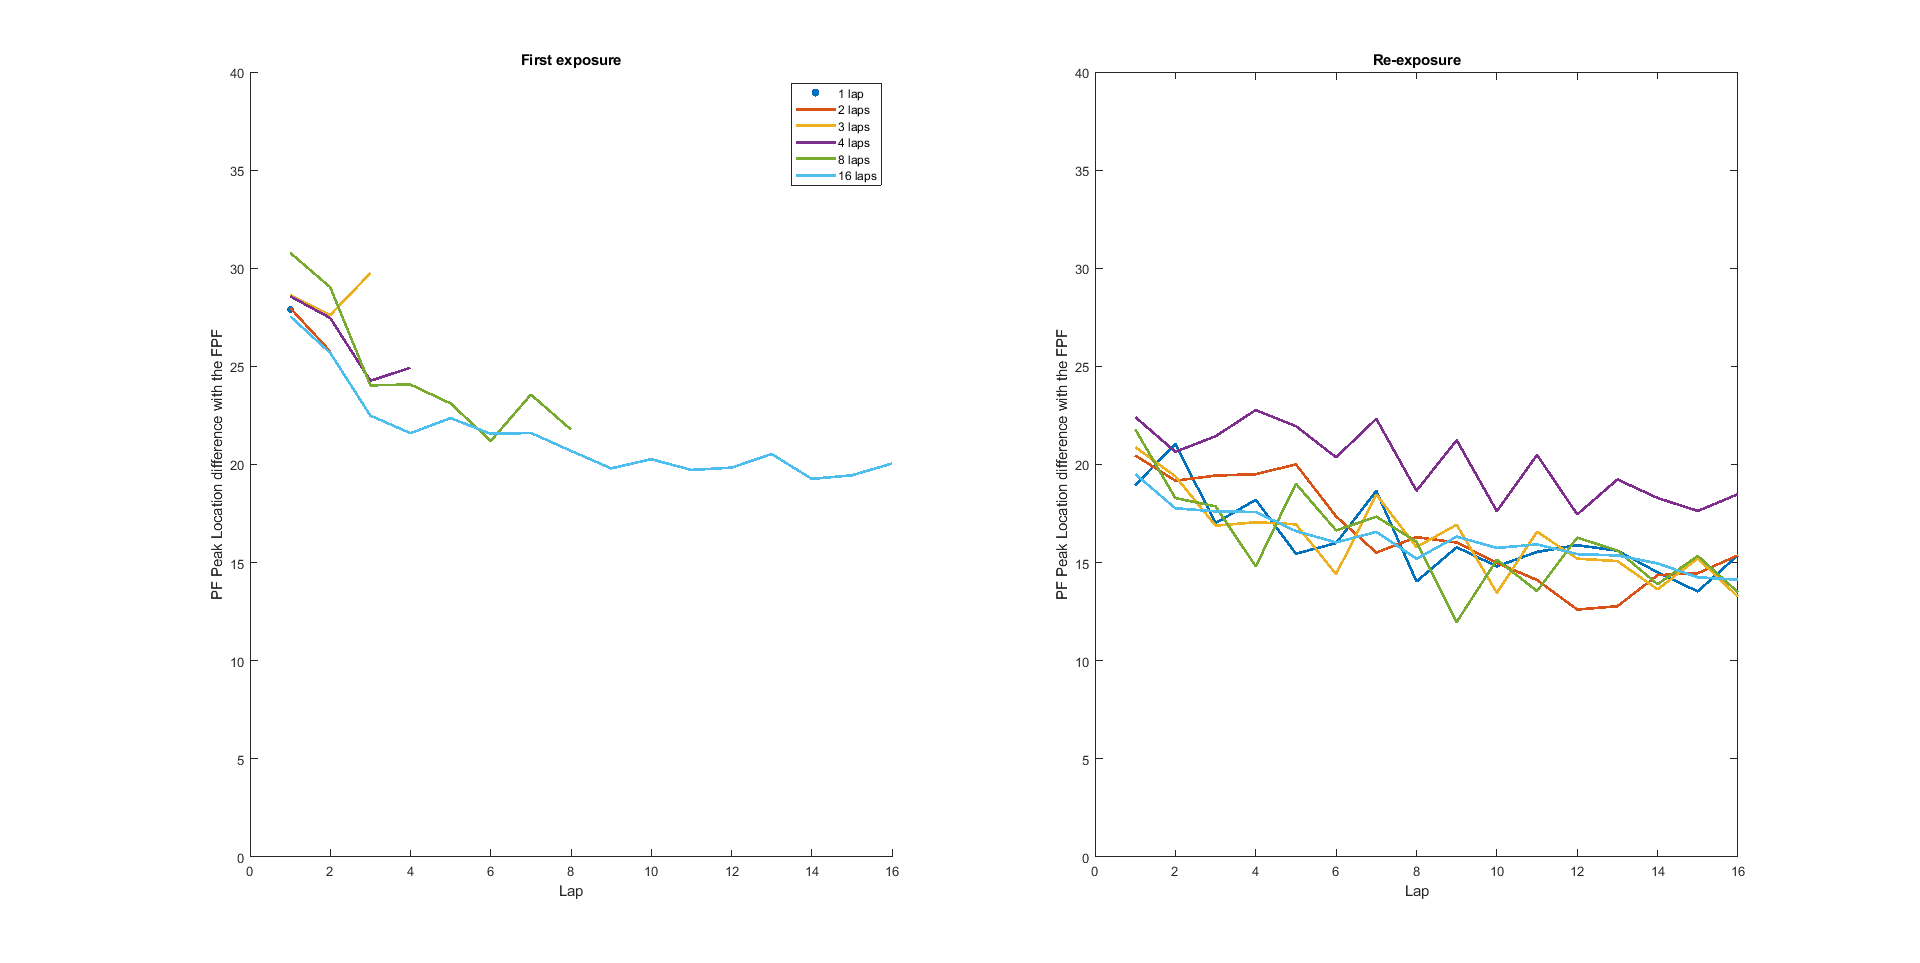 First exposure
40
35
30
25
20
15
10
5
0
PF Peak Location difference with the FPF
1 lap
2 laps
3 laps
4 laps
8 laps
16 laps
0 2 4 6 8 10 12 14 16
Lap
Re-exposure
40
35
30
25
20
15
10
5
0
PF Peak Location difference with the FPF
0 2 4 6 8 10 12 14 16
Lap